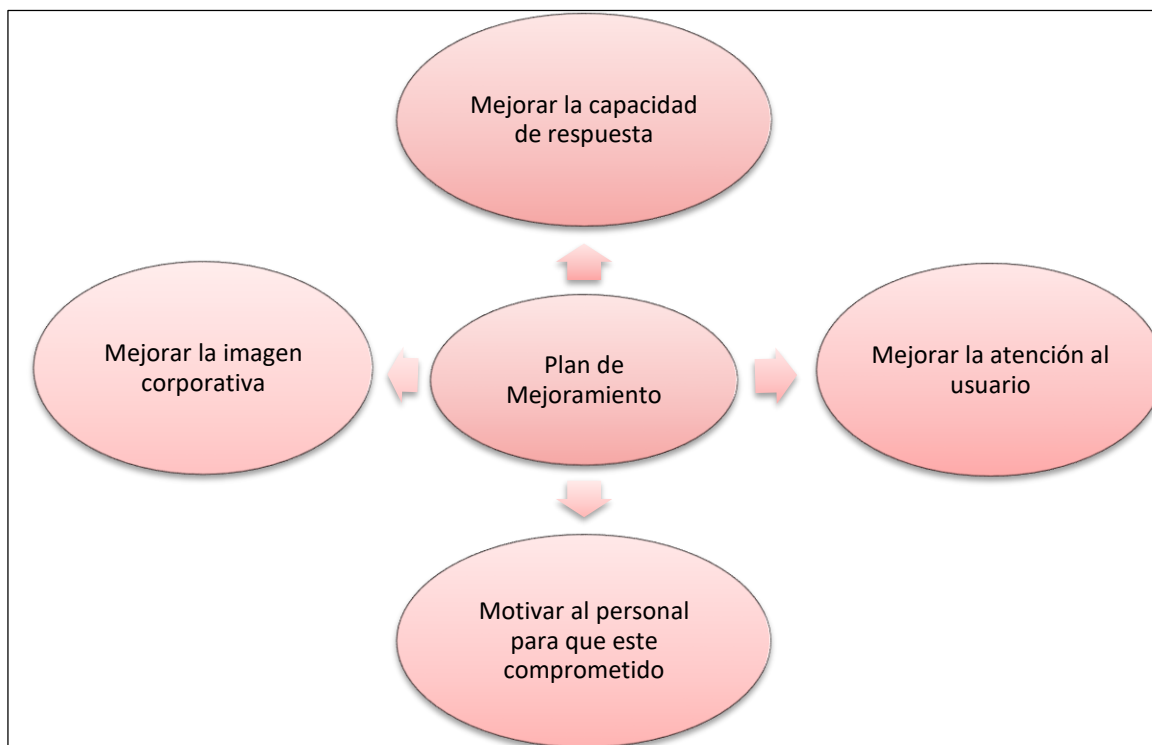 Mejorar la capacidad
de respuesta
Mejorar la imagen
corporativa
Plan de
Mejoramiento
Mejorar la atención al
usuario
Motivar al personal
para que este
comprometido